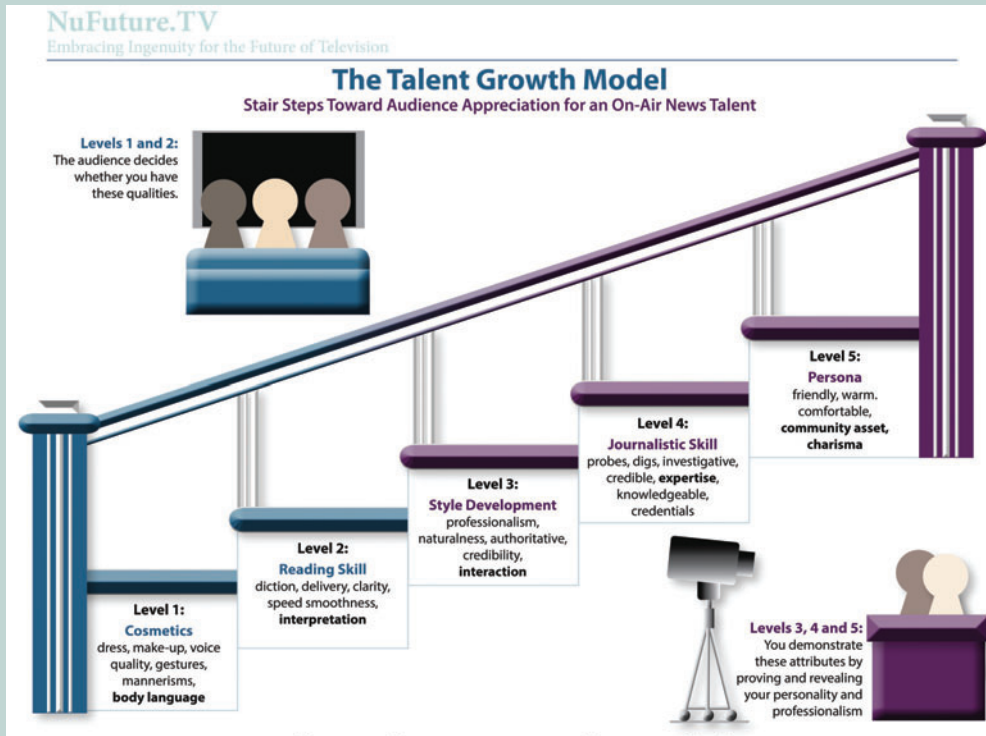 NuFuture.TV
Embracing Ingenuity for the Future of Television
The Talent Growth Model
Stair Steps Toward Audience Appreciation for an On-Air News Talent
Levels 1 and 2:
The audience decides
whether you have
these qualities.
Level 1:
Cosmetics
dress, make-up, voice
quality, gestures,
mannerisms,
body language
Level 2:
Reading Skill
diction, delivery, clarity,
speed smoothness,
interpretation
Level 3:
Style Development
professionalism,
naturalness, authoritative,
credibility,
interaction
Level 4:
Journalistic Skill
probes, digs, investigative,
credible, expertise,
knowledgeable,
credentials
Level 5:
Persona
friendly, warm.
comfortable,
community asset,
charisma
Levels 3, 4 and 5:
You demonstrate
these attributes by
proving and revealing
your personality and
professionalism